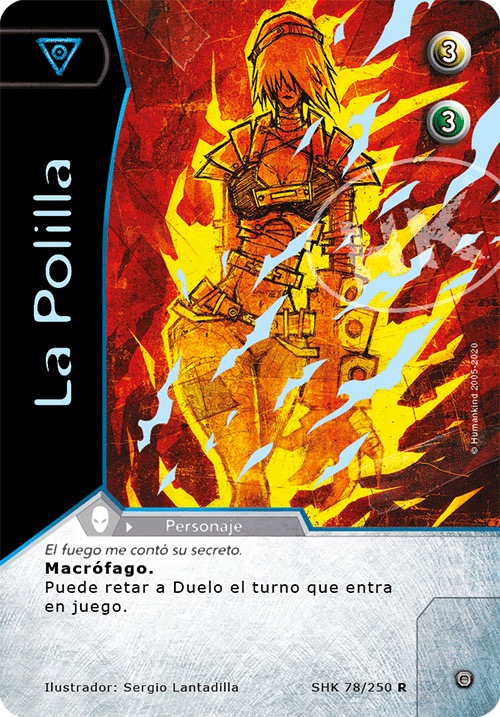 3
3
La Polilla
HK
© Humankind 2005-2020
Personaje
El fuego me contó su secreto.
Macrófago.
Puede retar a Duelo el turno que entra
en juego.
Ilustrador: Sergio Lantadilla
SHK 78/250 R